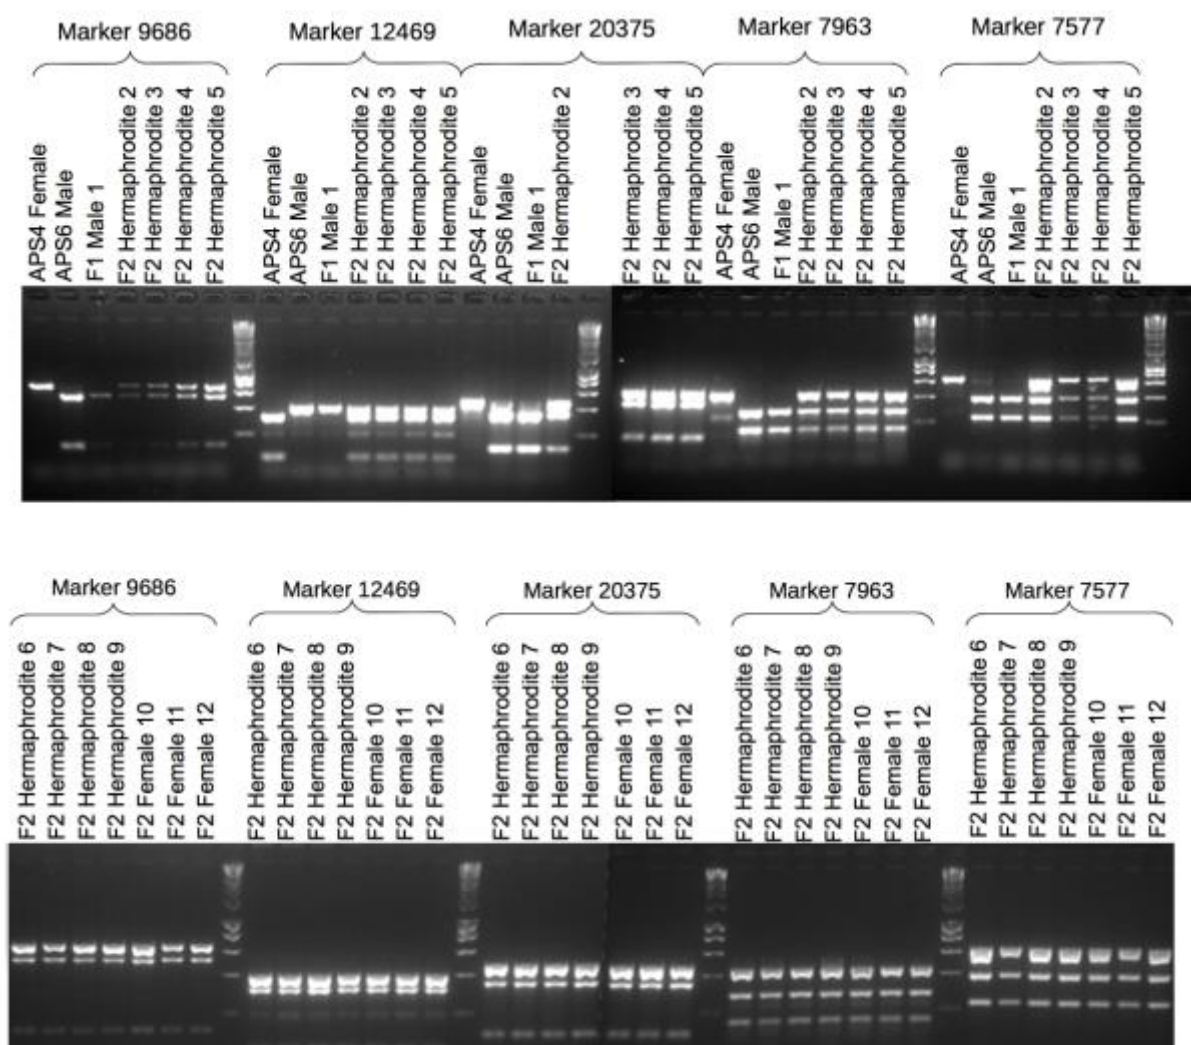 Marker 9686
Marker 12469
Marker 20375
Marker 7963
Marker 7577
APS4 Female
APS6 Male
F1 Male 1
F2 Hermaphrodite 2
F2 Hermaphrodite 3
F2 Hermaphrodite 4
F2 Hermaphrodite 5
APS4 Female
APS6 Male
F1 Male 1
F2 Hermaphrodite 2
F2 Hermaphrodite 3
F2 Hermaphrodite 4
F2 Hermaphrodite 5
APS4 Female
APS6 Male
F1 Male 1
F2 Hermaphrodite 2
F2 Hermaphrodite 3
F2 Hermaphrodite 4
F2 Hermaphrodite 5
APS4 Female
APS6 Male
F1 Male 1
F2 Hermaphrodite 2
F2 Hermaphrodite 3
F2 Hermaphrodite 4
F2 Hermaphrodite 5
APS4 Female
APS6 Male
F1 Male 1
F2 Hermaphrodite 2
F2 Hermaphrodite 3
F2 Hermaphrodite 4
F2 Hermaphrodite 5
Marker 9686
Marker 12469
Marker 20375
Marker 7963
Marker 7577
F2 Hermaphrodite 6
F2 Hermaphrodite 7
F2 Hermaphrodite 8
F2 Hermaphrodite 9
F2 Female 10
F2 Female 11
F2 Female 12
F2 Hermaphrodite 6
F2 Hermaphrodite 7
F2 Hermaphrodite 8
F2 Hermaphrodite 9
F2 Female 10
F2 Female 11
F2 Female 12
F2 Hermaphrodite 6
F2 Hermaphrodite 7
F2 Hermaphrodite 8
F2 Hermaphrodite 9
F2 Female 10
F2 Female 11
F2 Female 12
F2 Hermaphrodite 6
F2 Hermaphrodite 7
F2 Hermaphrodite 8
F2 Hermaphrodite 9
F2 Female 10
F2 Female 11
F2 Female 12
F2 Hermaphrodite 6
F2 Hermaphrodite 7
F2 Hermaphrodite 8
F2 Hermaphrodite 9
F2 Female 10
F2 Female 11
F2 Female 12